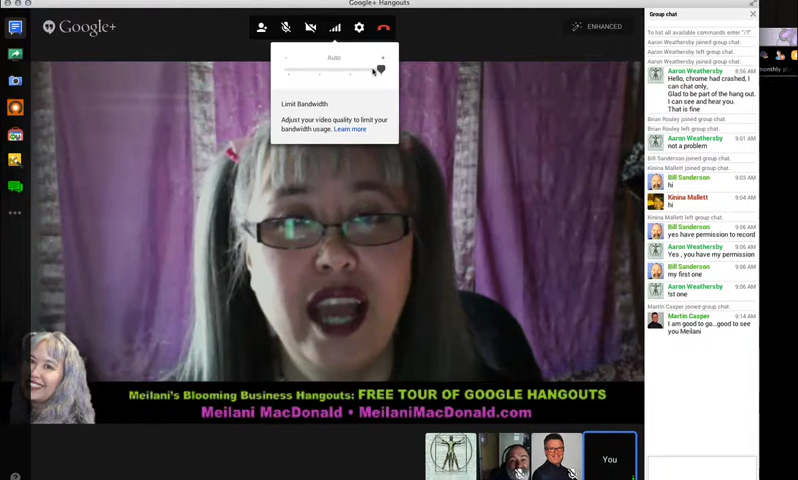 Google+ Hangouts
Google+
ENHANCED
- Auto +
Limit Bandwidth
Adjust your video quality to limit your
bandwidth usage. Learn more
Meilani's Blooming Business Hangouts: FREE TOUR OF GOOGLE HANGOUTS
Meilani MacDonald • MeilaniMacDonald.com
You
Group chat
To list all available commands enter "/?".
Aaron Weathersby joined group chat.
Aaron Weathersby left group chat.
Aaron Weathersby joined group chat.
Aaron Weathersby 8:56 AM
Hello, chrome had crashed, I
can chat only,
Glad to be part of the hang out.
I can see and hear you.
That is fine
Brian Rouley joined group chat.
Brian Rouley left group chat.
Aaron Weathersby 9:01 AM
not a problem
Bill Sanderson joined group chat.
Kinina Mallett joined group chat.
Bill Sanderson 9:03 AM
hi
Kinina Mallett 9:04 AM
hi
Kinina Mallett left group chat.
Bill Sanderson 9:06 AM
yes have permission to record
Aaron Weathersby 9:06 AM
Yes , you have my permission
Bill Sanderson 9:06 AM
my first one
Aaron Weathersby 9:06 AM
!st one
Martin Casper joined group chat.
Martin Casper 9:14 AM
I am good to go...good to see
you Meilani
monthly